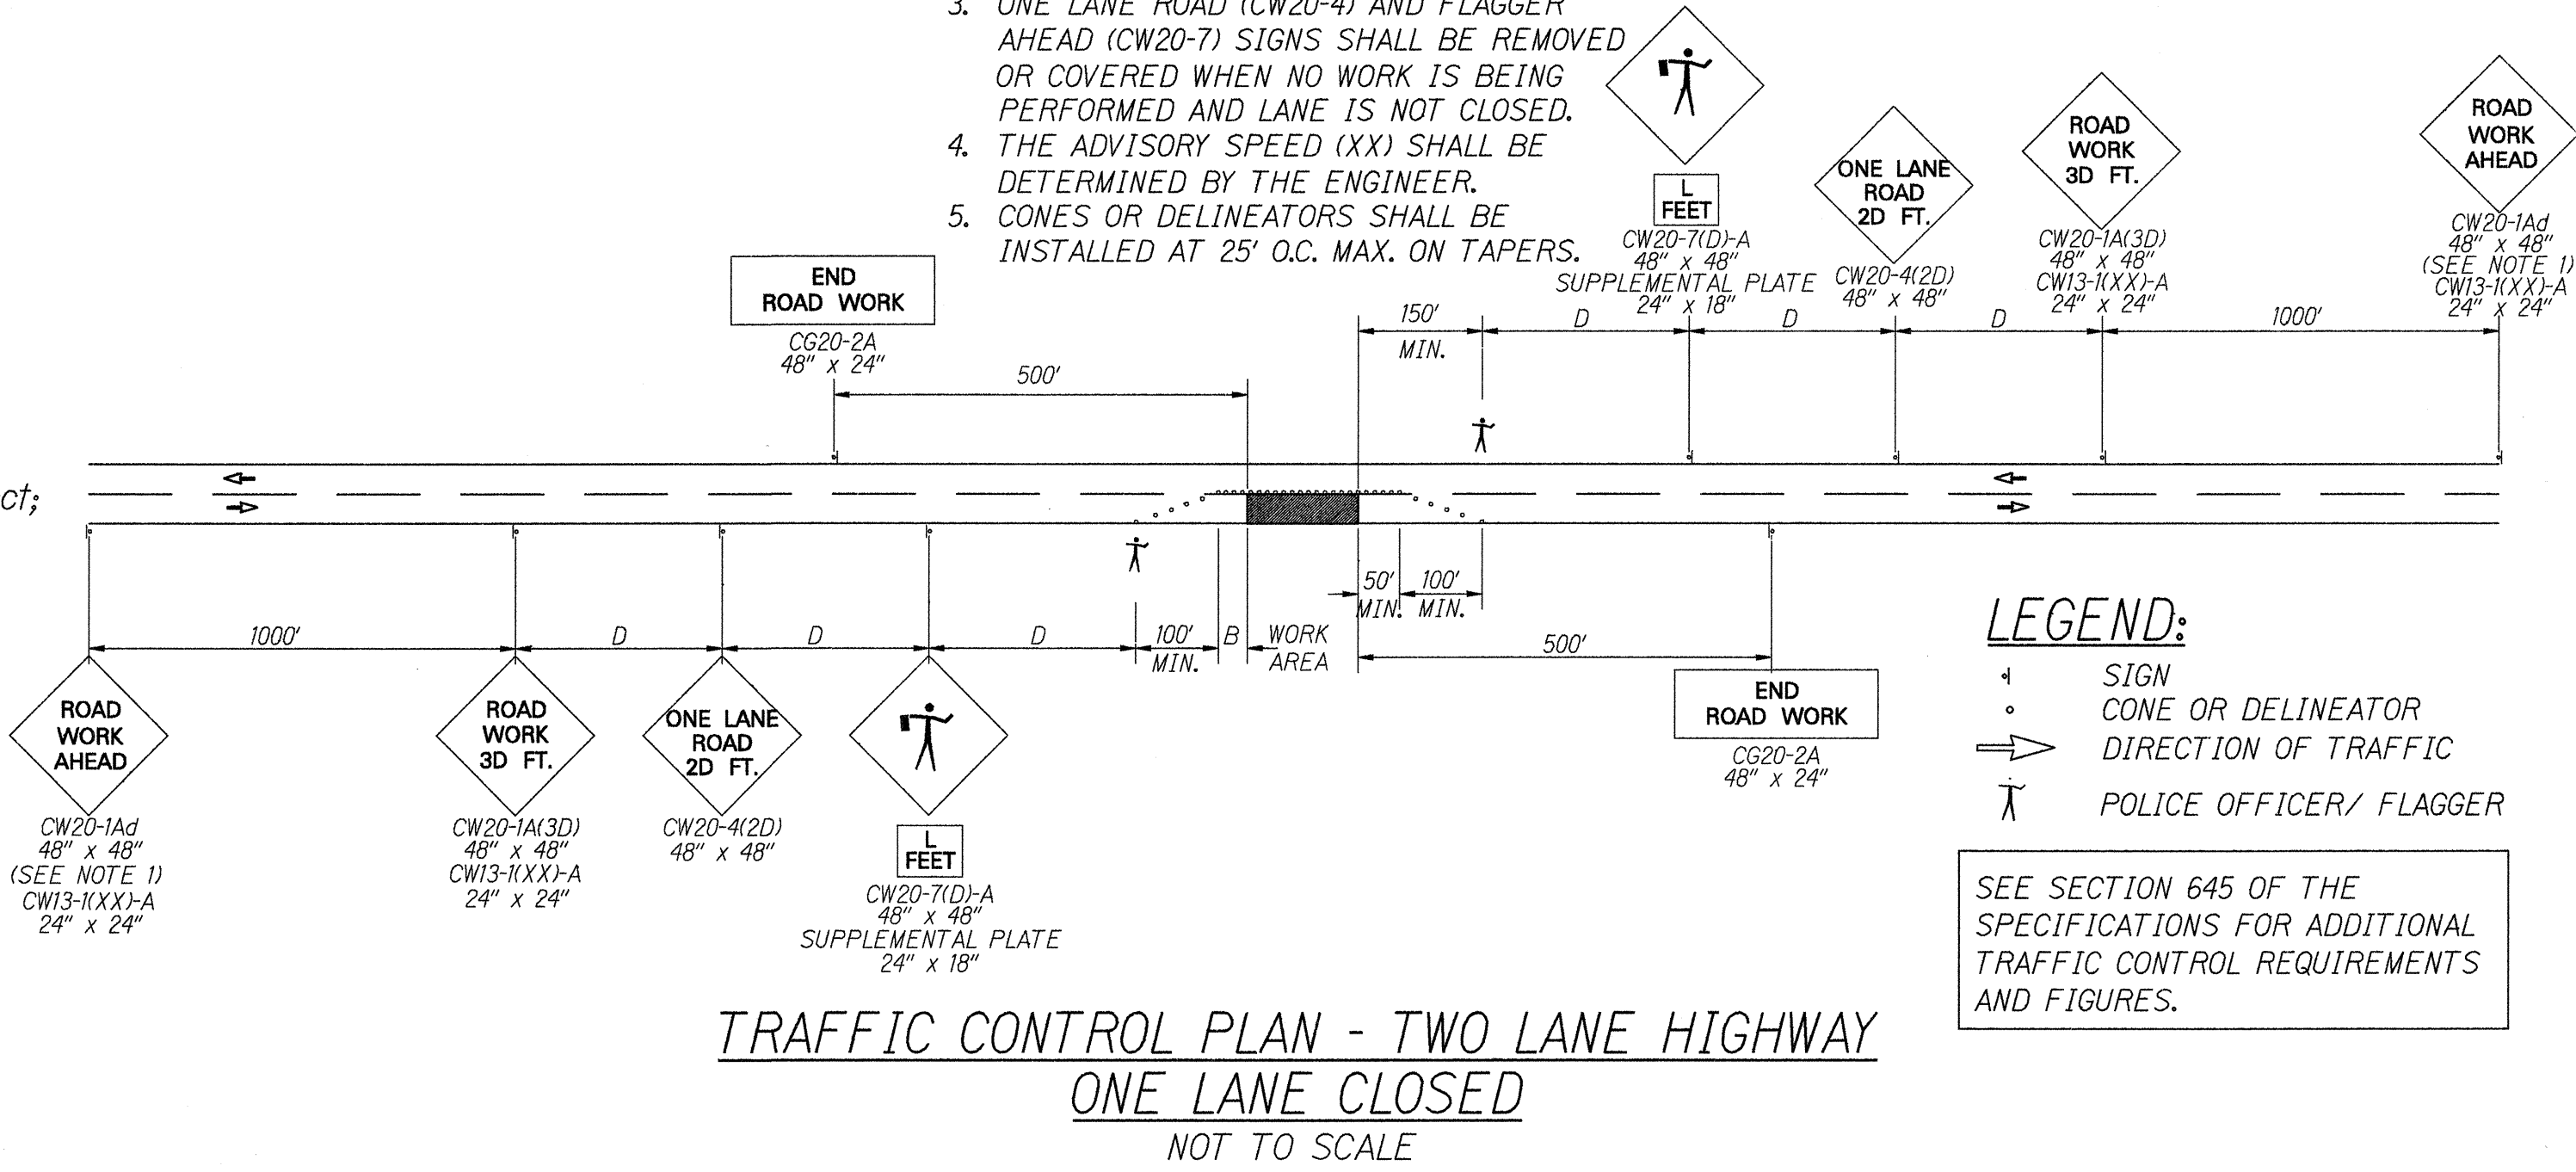 3. ONE LANE ROAD (CW20-4) AND FLAGGER
AHEAD (CW20-7) SIGNS SHALL BE REMOVED
OR COVERED WHEN NO WORK IS BEING
PERFORMED AND LANE IS NOT CLOSED.
4. THE ADVISORY SPEED (XX) SHALL BE
DETERMINED BY THE ENGINEER.
5. CONES OR DELINEATORS SHALL BE
INSTALLED AT 25' O.C. MAX. ON TAPERS.
L
FEET
CW20-7(D)-A
48" x 48"
SUPPLEMENTAL PLATE
24" x 18"
ONE LANE
ROAD
2D FT.
CW20-4(2D)
48" x 48"
ROAD
WORK
3D FT.
CW20-1A(3D)
48" x 48"
CW13-1(XX)-A
24" x 24"
ROAD
WORK
AHEAD
CW20-1Ad
48" x 48"
(SEE NOTE 1)
CW13-1(XX)-A
24" x 24"
END
ROAD WORK
CG20-2A
48" x 24"
500'
150'
MIN.
D
D
D
1000'
ct;
1000'
D
D
D
100'
MIN.
B
WORK
AREA
50'
MIN.
100'
MIN.
500'
ROAD
WORK
AHEAD
CW20-1Ad
48" x 48"
(SEE NOTE 1)
CW13-1(XX)-A
24" x 24"
ROAD
WORK
3D FT.
CW20-1A(3D)
48" x 48"
CW13-1(XX)-A
24" x 24"
ONE LANE
ROAD
2D FT.
CW20-4(2D)
48" x 48"
L
FEET
CW20-7(D)-A
48" x 48"
SUPPLEMENTAL PLATE
24" x 18"
END
ROAD WORK
CG20-2A
48" x 24"
LEGEND:
SIGN
CONE OR DELINEATOR
DIRECTION OF TRAFFIC
POLICE OFFICER/ FLAGGER
SEE SECTION 645 OF THE
SPECIFICATIONS FOR ADDITIONAL
TRAFFIC CONTROL REQUIREMENTS
AND FIGURES.
TRAFFIC CONTROL PLAN - TWO LANE HIGHWAY
ONE LANE CLOSED
NOT TO SCALE